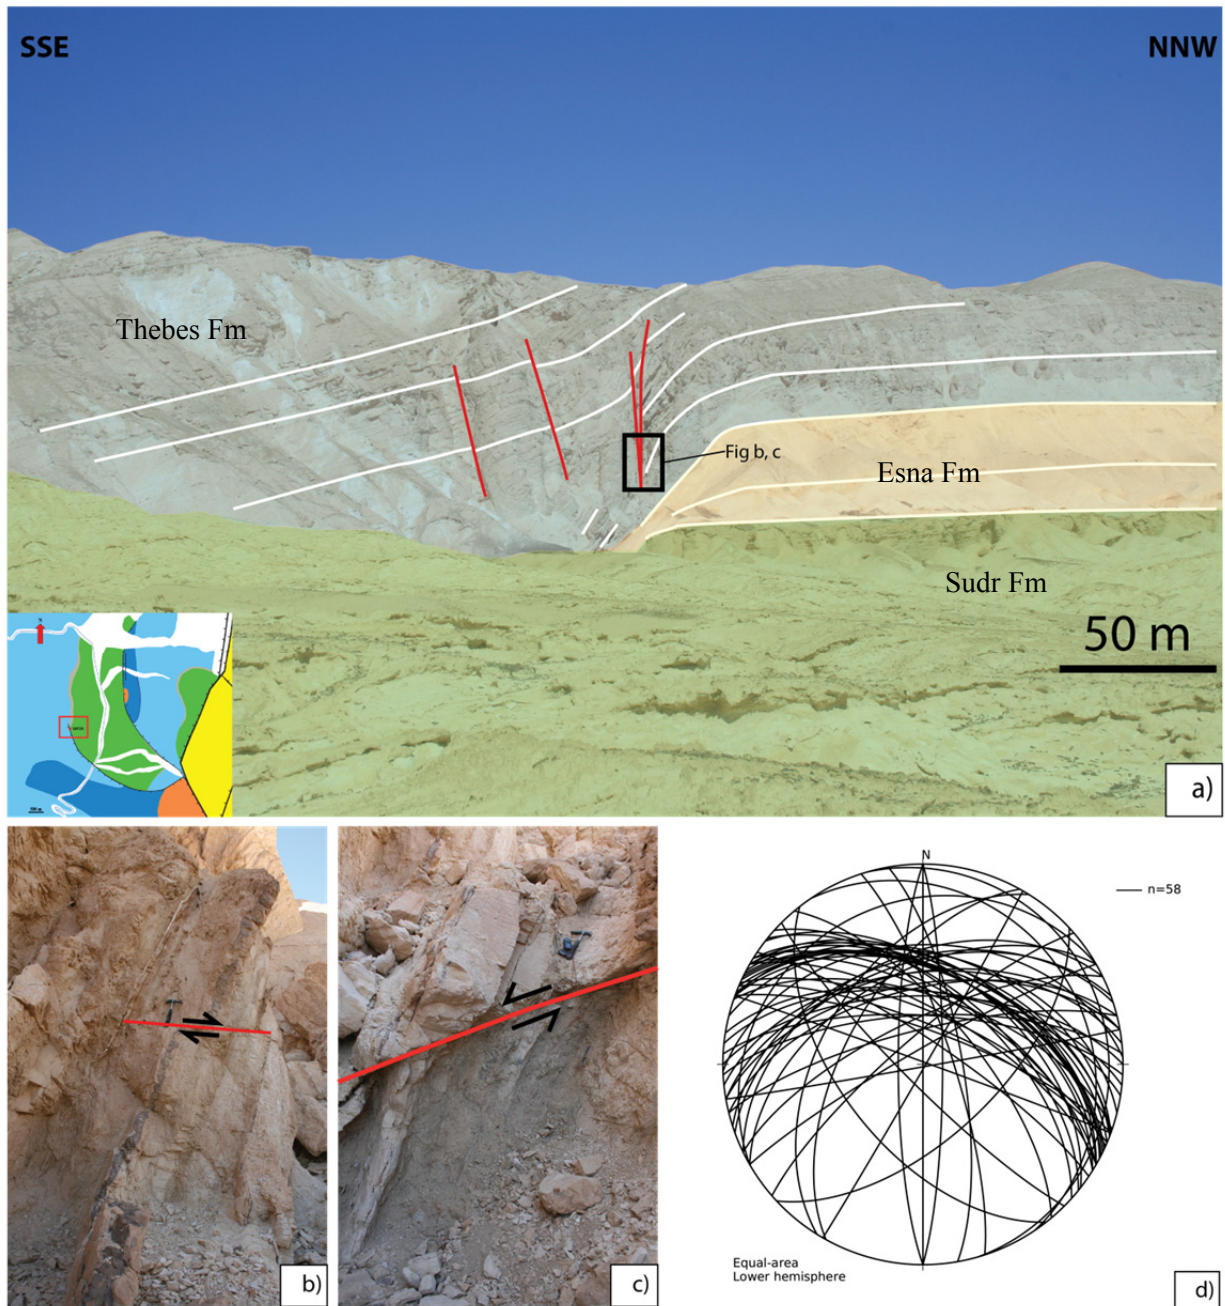 SSE
NNW
Thebes Fm
Fig b, c
Esna Fm
Sudr Fm
50 m
a)
b)
c)
N
n=58
Equal-area
Lower hemisphere
d)